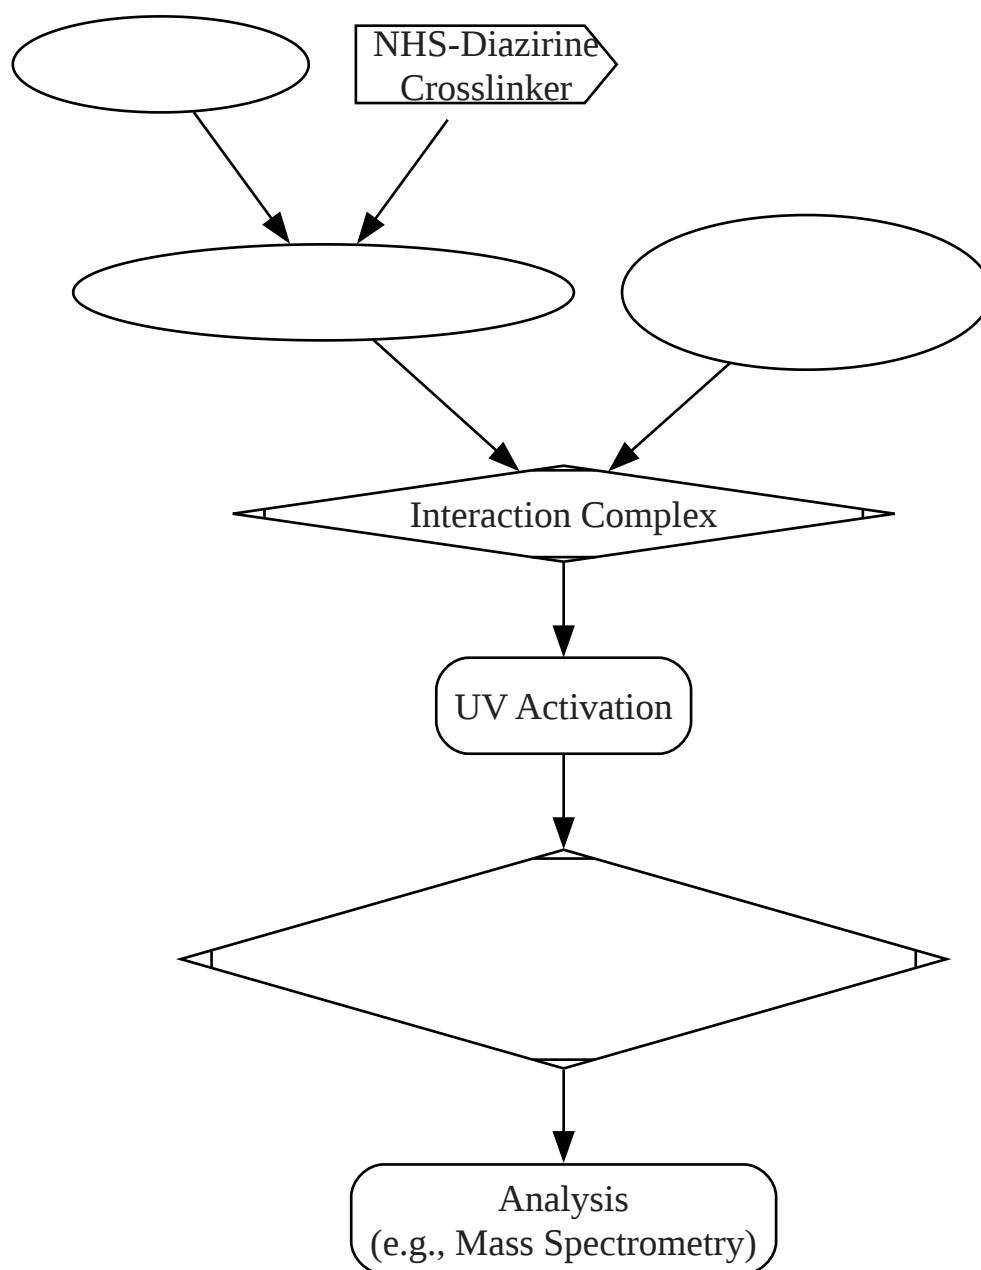 NHS-Diazirine
Crosslinker
Interaction Complex
UV Activation
Analysis
(e.g., Mass Spectrometry)